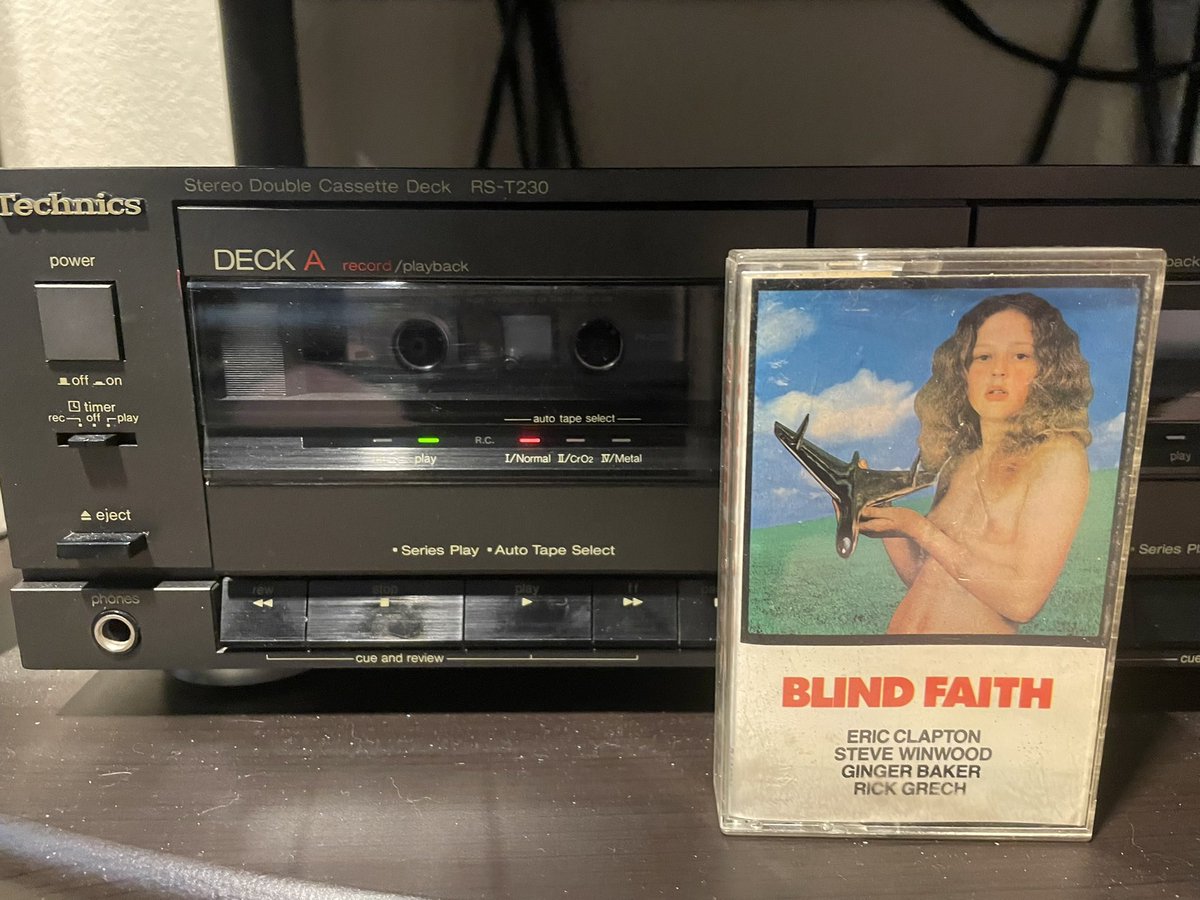 Technics
Stereo Double Cassette Deck RS-T230
power
off on
timer
rec off play
eject
phones
DECK A record/playback
auto tape select
play R.C. I/Normal II/CrO2 IV/Metal
• Series Play • Auto Tape Select
rew stop play
cue and review
BLIND FAITH
ERIC CLAPTON
STEVE WINWOOD
GINGER BAKER
RICK GRECH
play
• Series